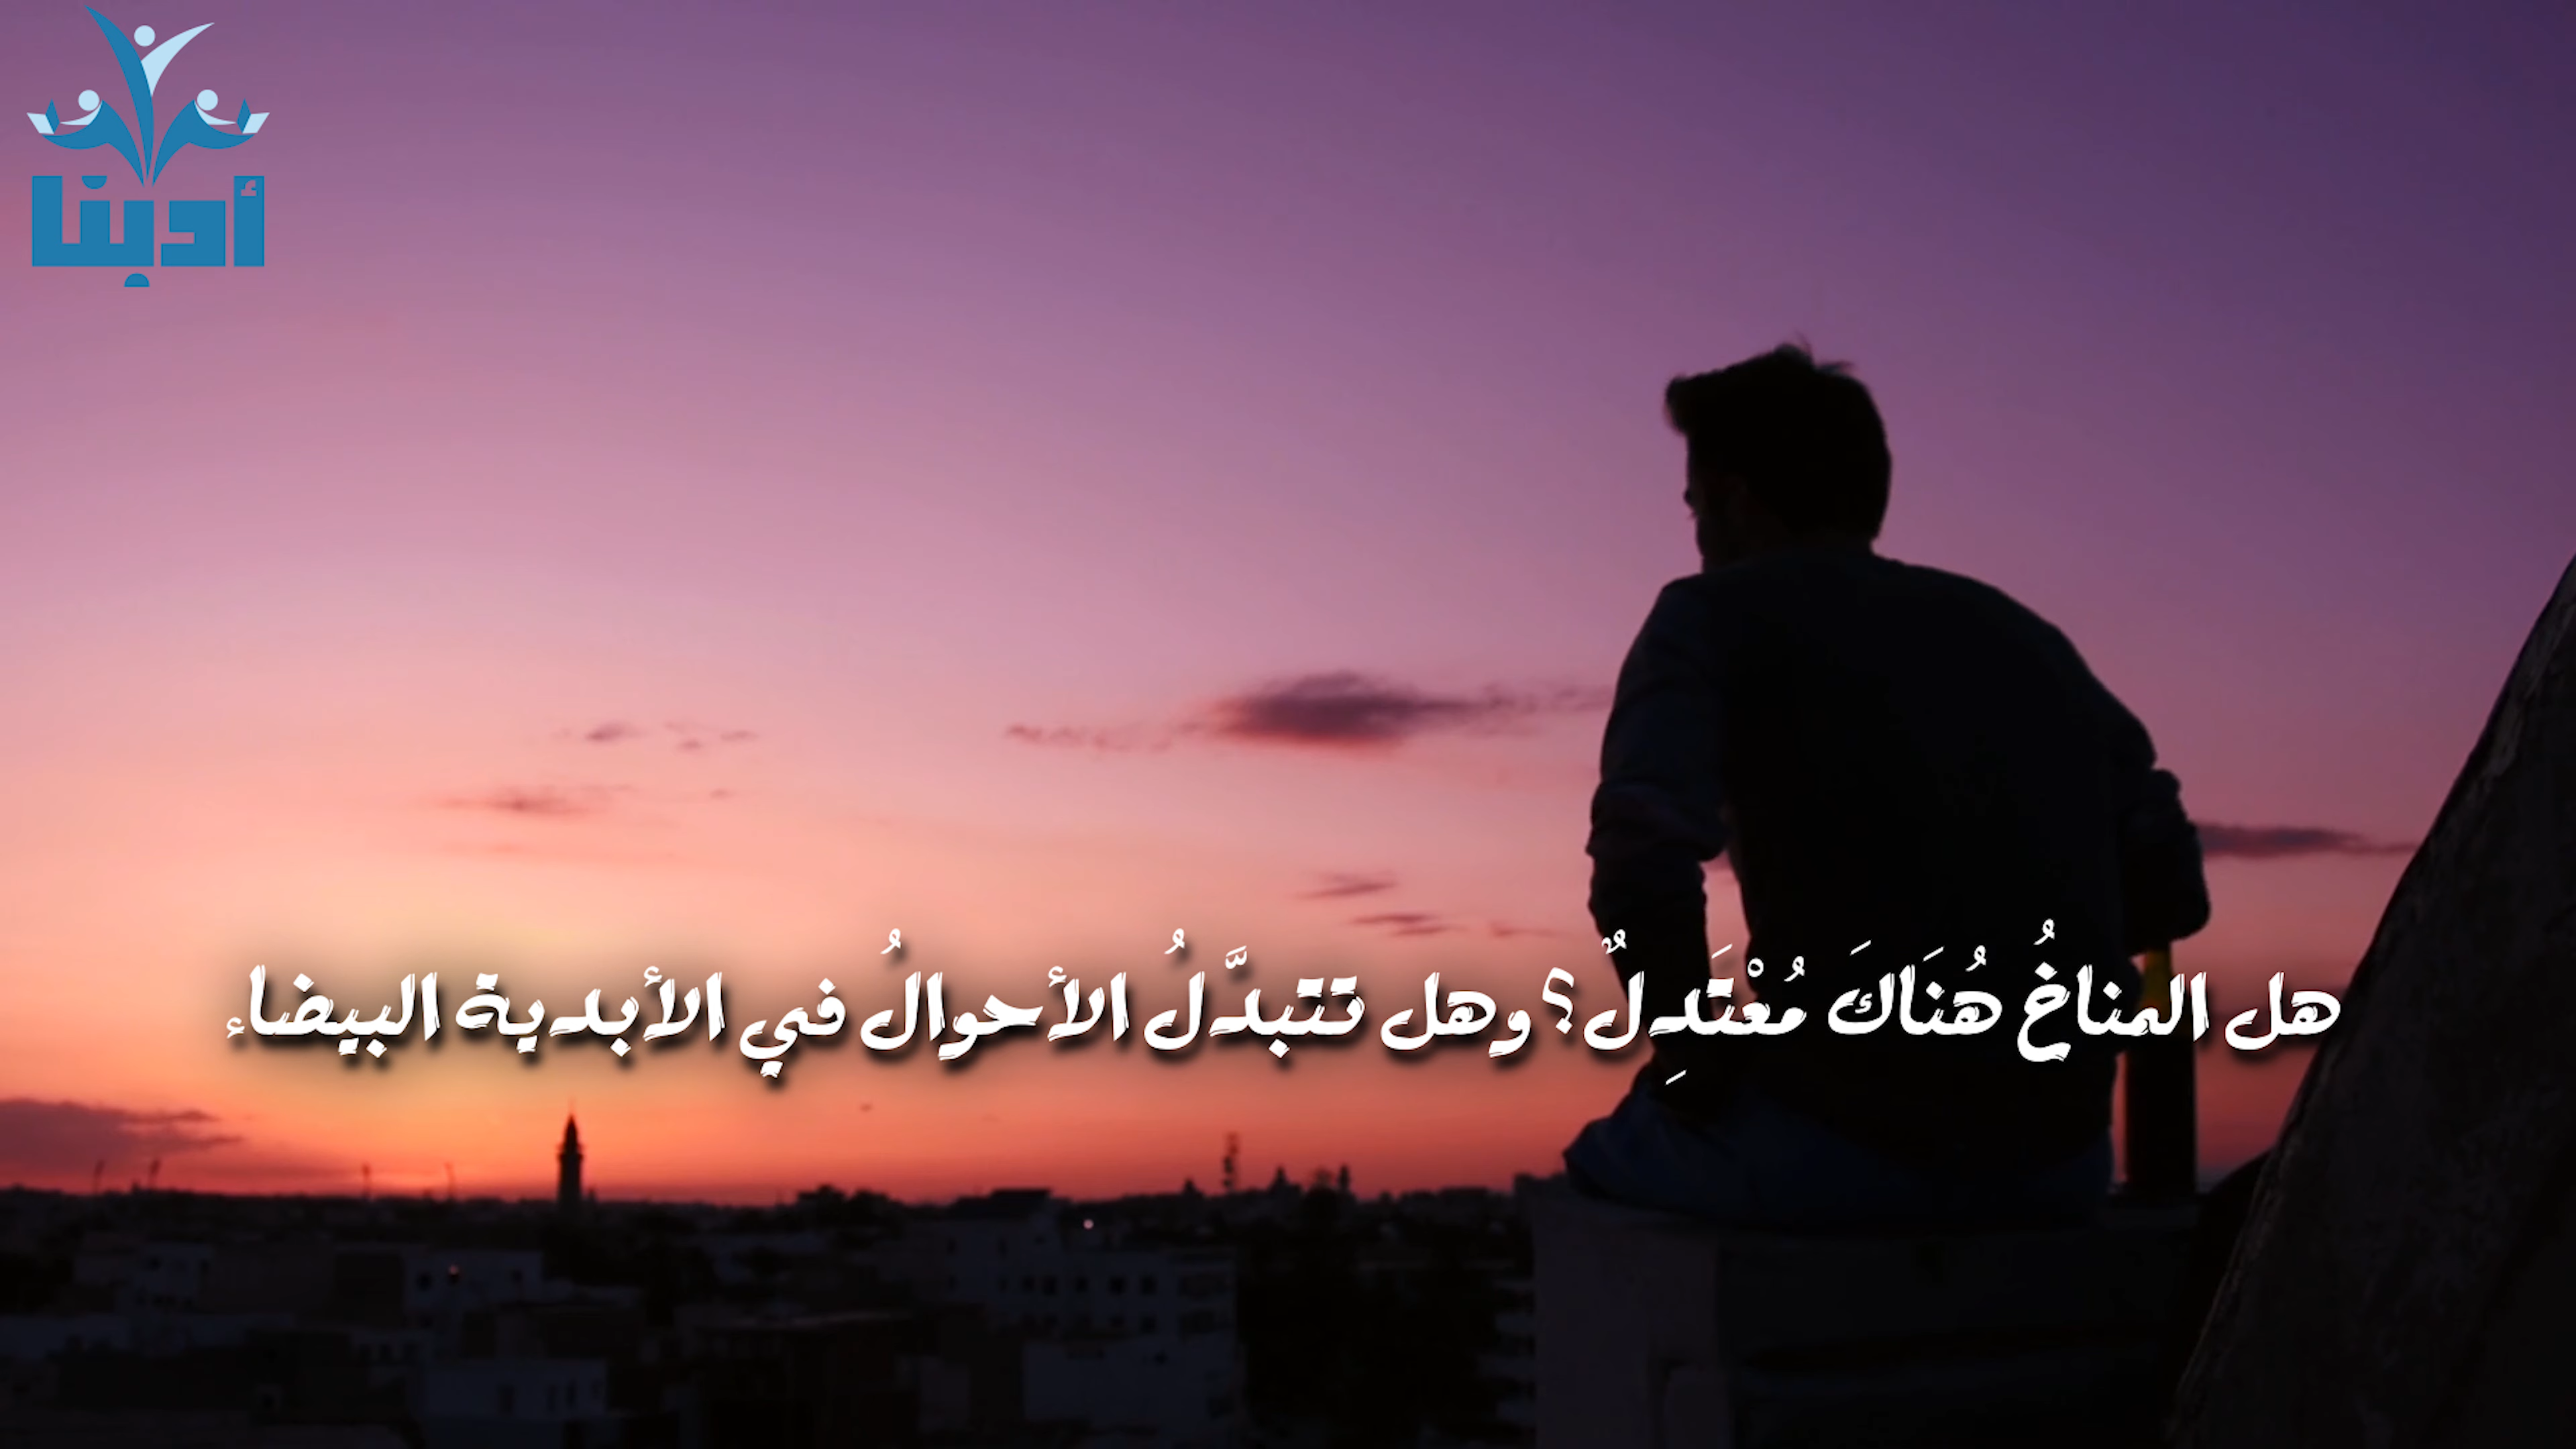 أدبنا
هل المناخُ هُنَاكَ مُعْتَدِلٌ؟ وهل تتبدَّلُ الأحوالُ في الأبدية البيضاء